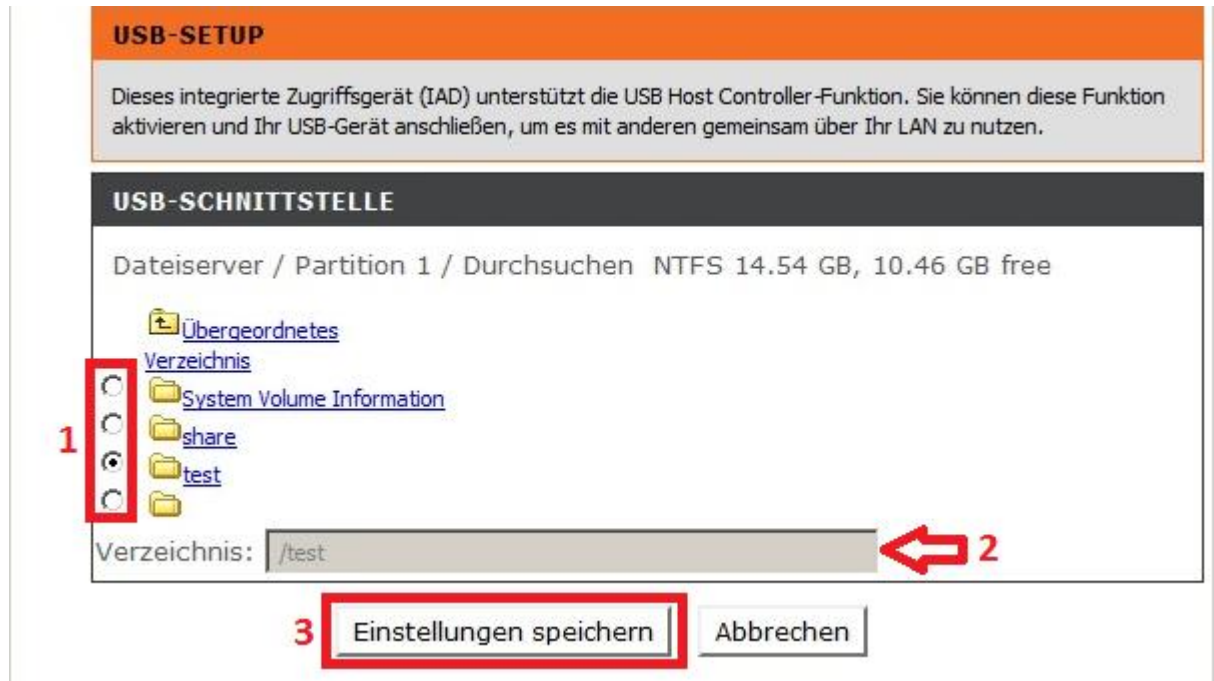 USB-SETUP
Dieses integrierte Zugriffsgerät (IAD) unterstützt die USB Host Controller-Funktion. Sie können diese Funktion
aktivieren und Ihr USB-Gerät anschließen, um es mit anderen gemeinsam über Ihr LAN zu nutzen.
USB-SCHNITTSTELLE
Dateiserver / Partition 1 / Durchsuchen NTFS 14.54 GB, 10.46 GB free
Übergeordnetes
Verzeichnis
System Volume Information
1 share
test
Verzeichnis: /test 2
3 Einstellungen speichern Abbrechen